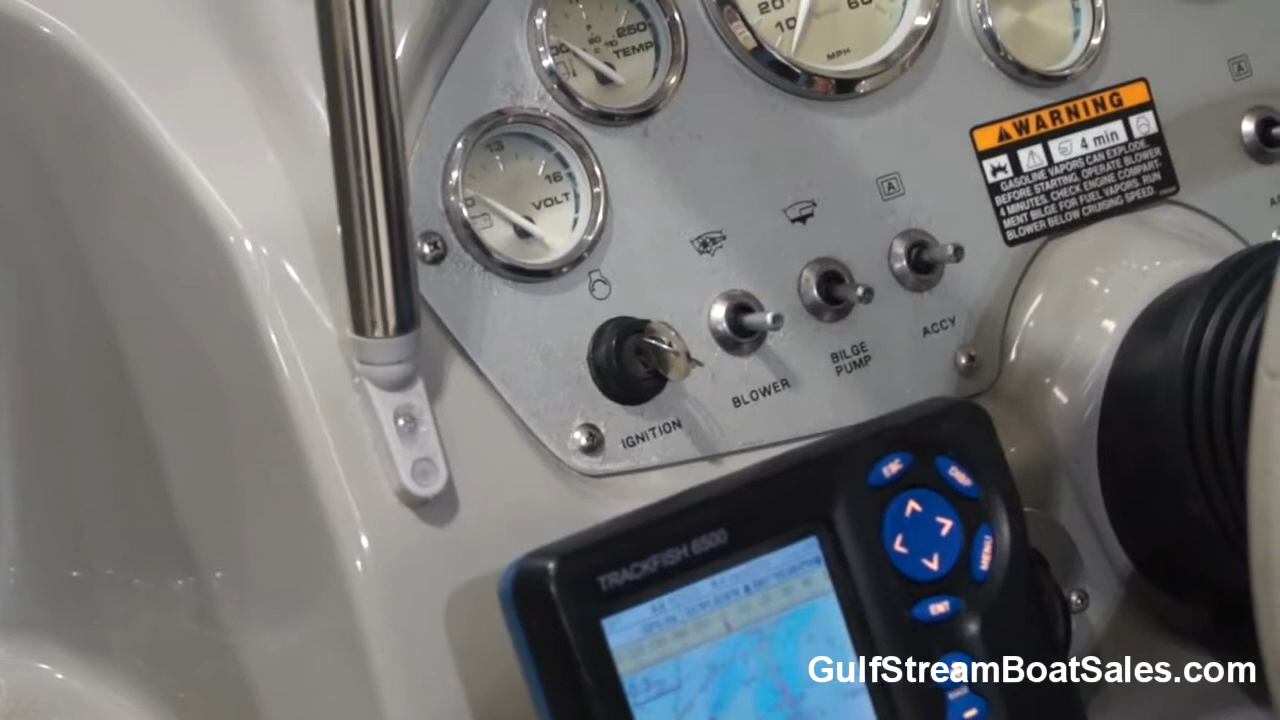 250
TEMP
20
10
60
MPH
13
16
VOLT
A
A
WARNING
4 min
GASOLINE VAPORS CAN EXPLODE.
BEFORE STARTING, OPERATE BLOWER
4 MINUTES. CHECK ENGINE COMPART-
MENT BILGE FOR FUEL VAPORS. RUN
BLOWER BELOW CRUISING SPEED.
IGNITION
BLOWER
BILGE
PUMP
ACCY
TRACKFISH 6500
ESC
DISP
MENU
ENT
GulfStreamBoatSales.com